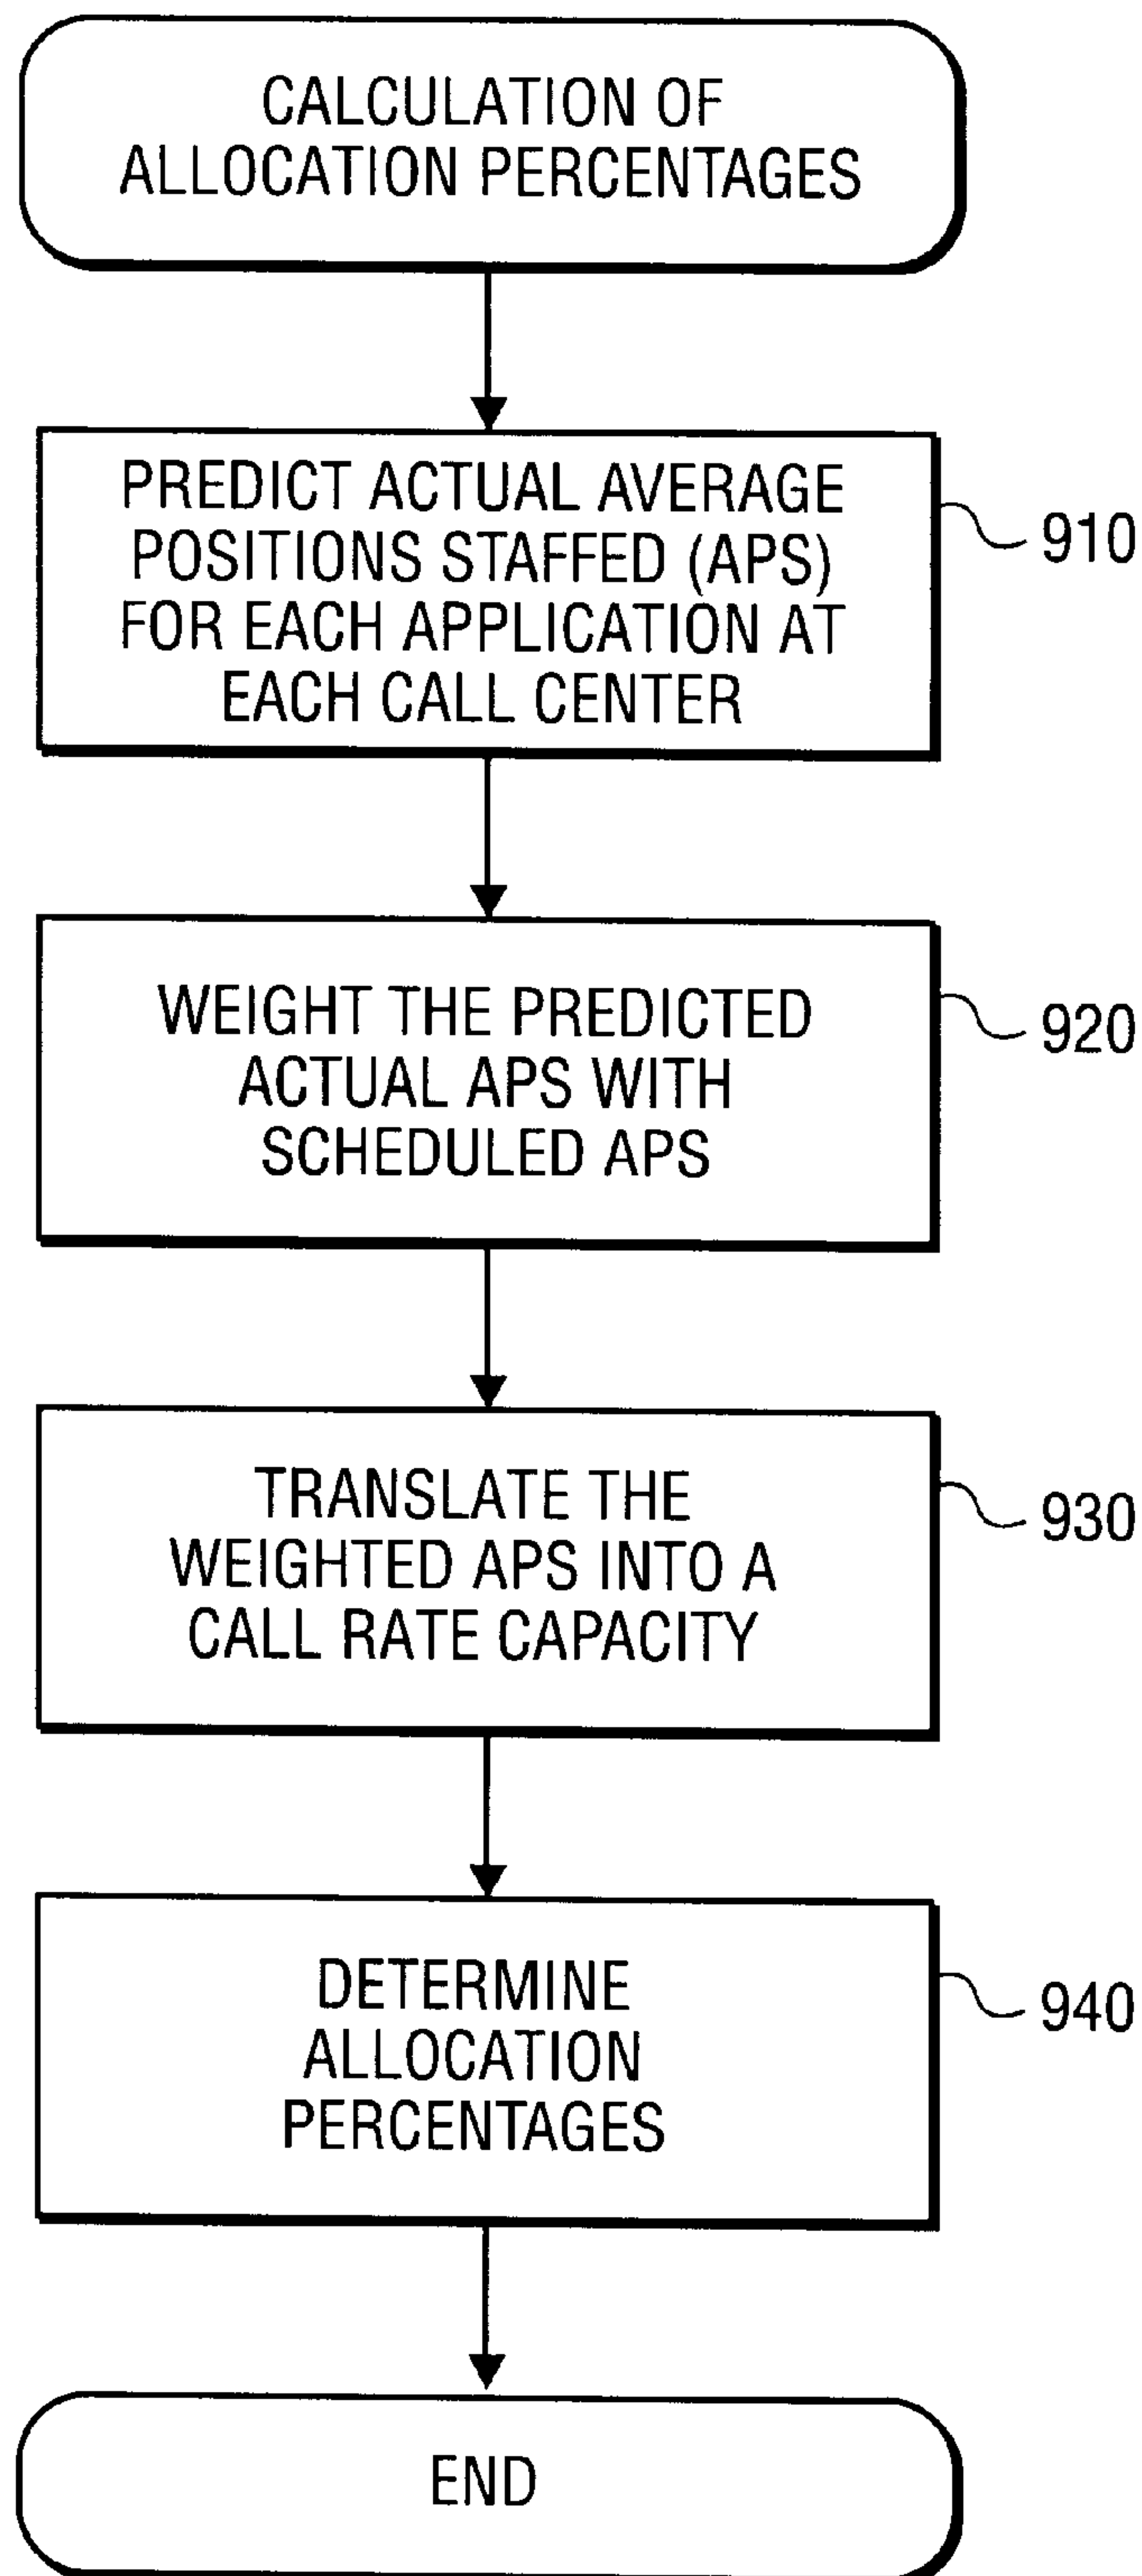 CALCULATION OF
ALLOCATION PERCENTAGES
PREDICT ACTUAL AVERAGE
POSITIONS STAFFED (APS)
FOR EACH APPLICATION AT
EACH CALL CENTER
910
WEIGHT THE PREDICTED
ACTUAL APS WITH
SCHEDULED APS
920
TRANSLATE THE
WEIGHTED APS INTO A
CALL RATE CAPACITY
930
DETERMINE
ALLOCATION
PERCENTAGES
940
END